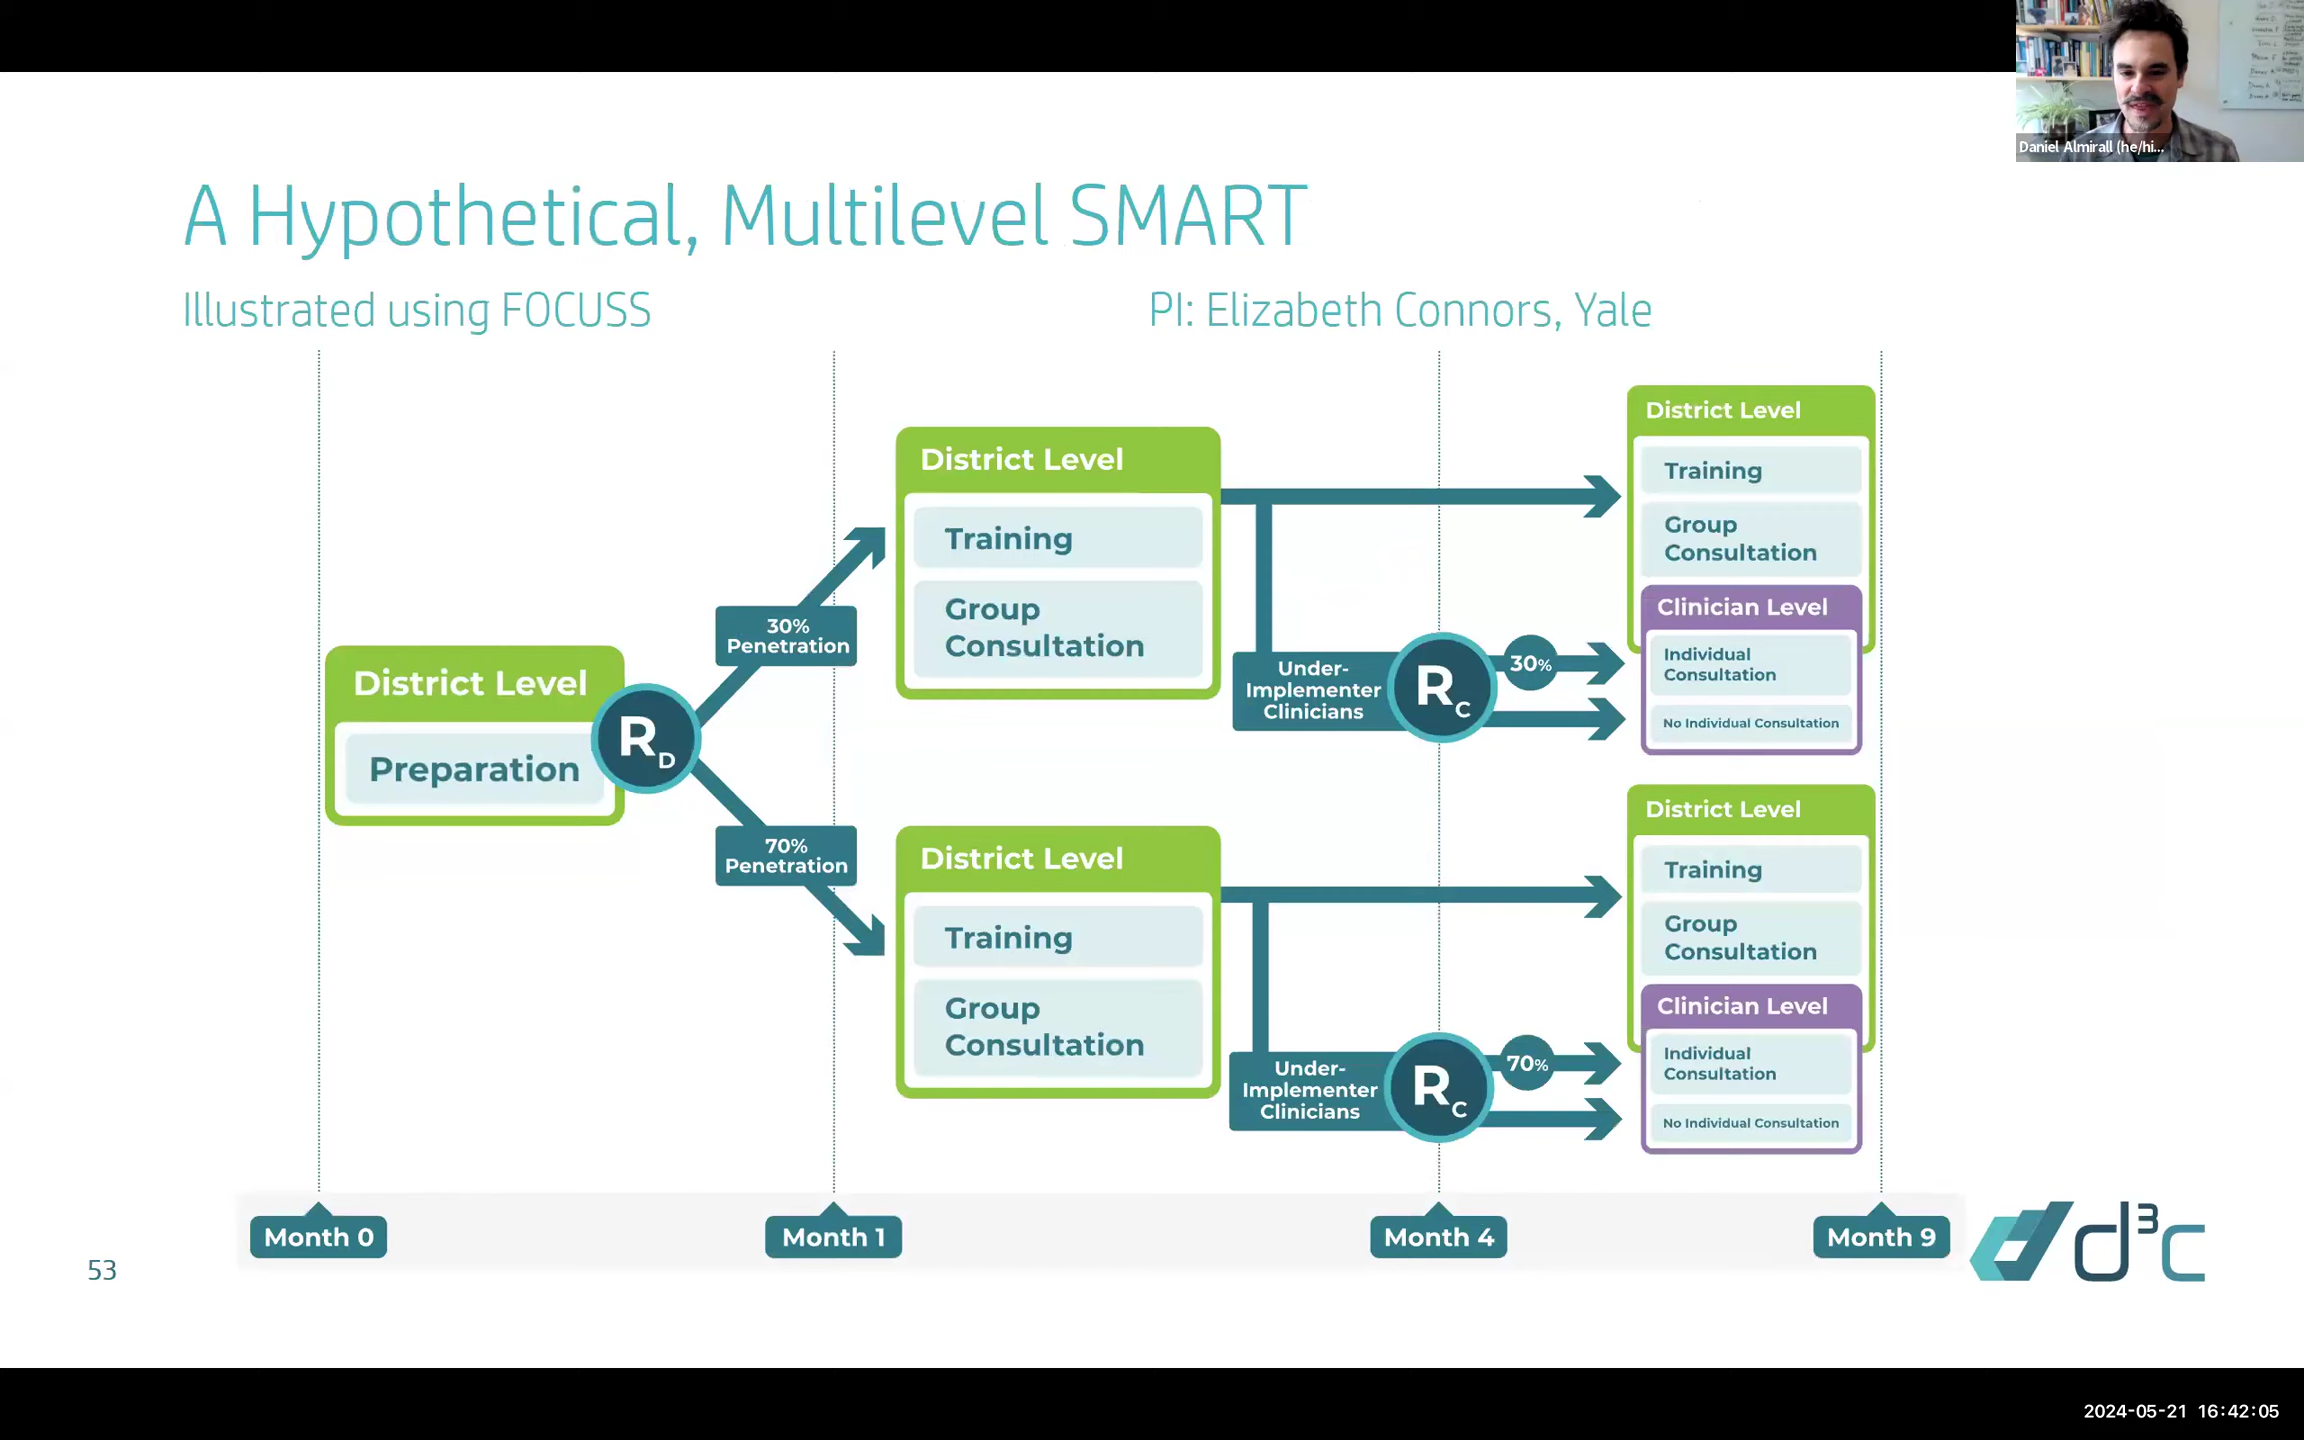 Daniel Almirall (he/hi...
A Hypothetical, Multilevel SMART
Illustrated using FOCUSS
PI: Elizabeth Connors, Yale
District Level
Preparation
R
D
30%
Penetration
70%
Penetration
District Level
Training
Group
Consultation
District Level
Training
Group
Consultation
Under-
Implementer
Clinicians
R
C
30%
Under-
Implementer
Clinicians
R
C
70%
District Level
Training
Group
Consultation
Clinician Level
Individual
Consultation
No Individual Consultation
District Level
Training
Group
Consultation
Clinician Level
Individual
Consultation
No Individual Consultation
Month 0
Month 1
Month 4
Month 9
53
d3c
2024-05-21 16:42:05